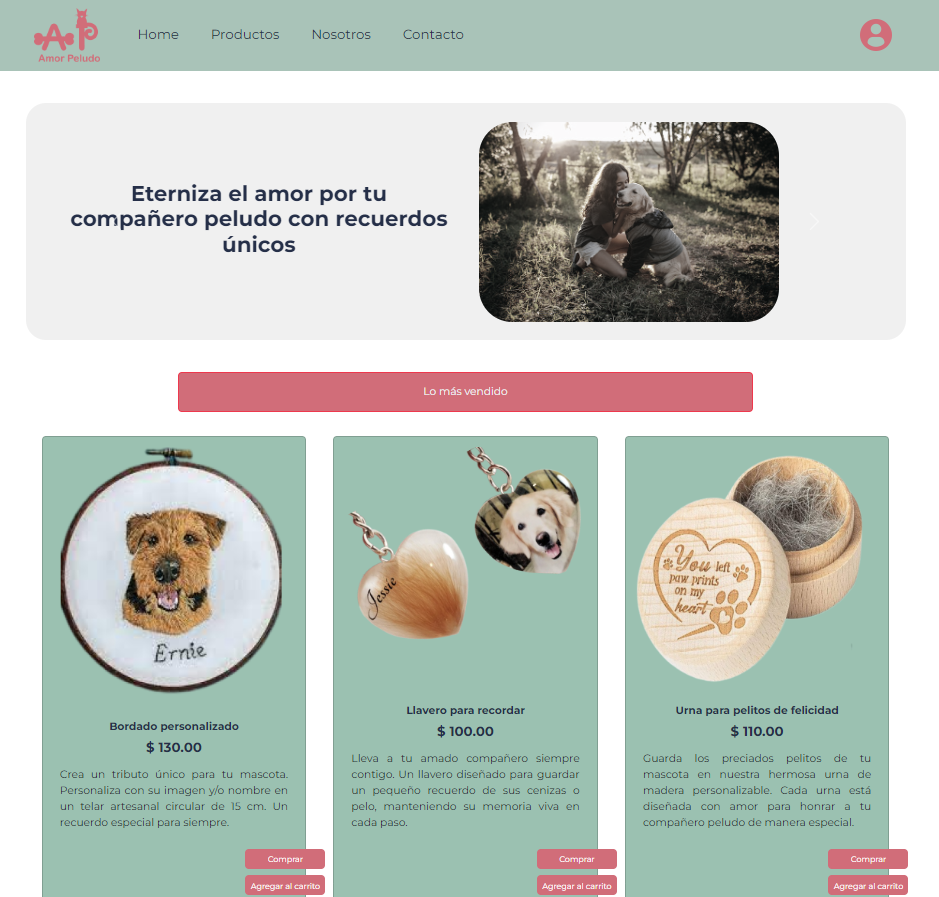 AP
Amor Peludo
Home
Productos
Nosotros
Contacto
Eterniza el amor por tu
compañero peludo con recuerdos
únicos
Lo más vendido
Ernie
Jessie
You left
paw prints
on my
heart
Bordado personalizado
$ 130.00
Crea un tributo único para tu mascota.
Personaliza con su imagen y/o nombre en
un telar artesanal circular de 15 cm. Un
recuerdo especial para siempre.
Comprar
Agregar al carrito
Llavero para recordar
$ 100.00
Lleva a tu amado compañero siempre
contigo. Un llavero diseñado para guardar
un pequeño recuerdo de sus cenizas o
pelo, manteniendo su memoria viva en
cada paso.
Comprar
Agregar al carrito
Urna para pelitos de felicidad
$ 110.00
Guarda los preciados pelitos de tu
mascota en nuestra hermosa urna de
madera personalizable. Cada urna está
diseñada con amor para honrar a tu
compañero peludo de manera especial.
Comprar
Agregar al carrito